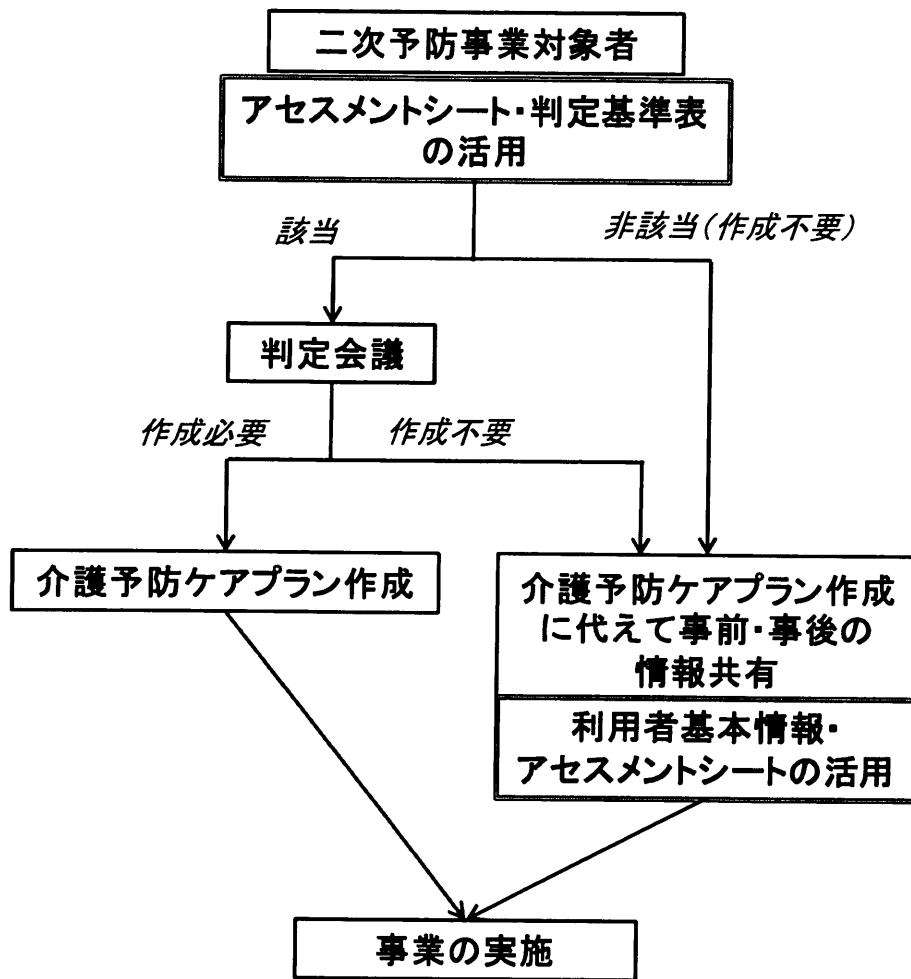 二次予防事業対象者
アセスメントシート・判定基準表
の活用
該当
非該当(作成不要)
判定会議
作成必要
作成不要
介護予防ケアプラン作成
介護予防ケアプラン作成
に代えて事前・事後の
情報共有
利用者基本情報・
アセスメントシートの活用
事業の実施